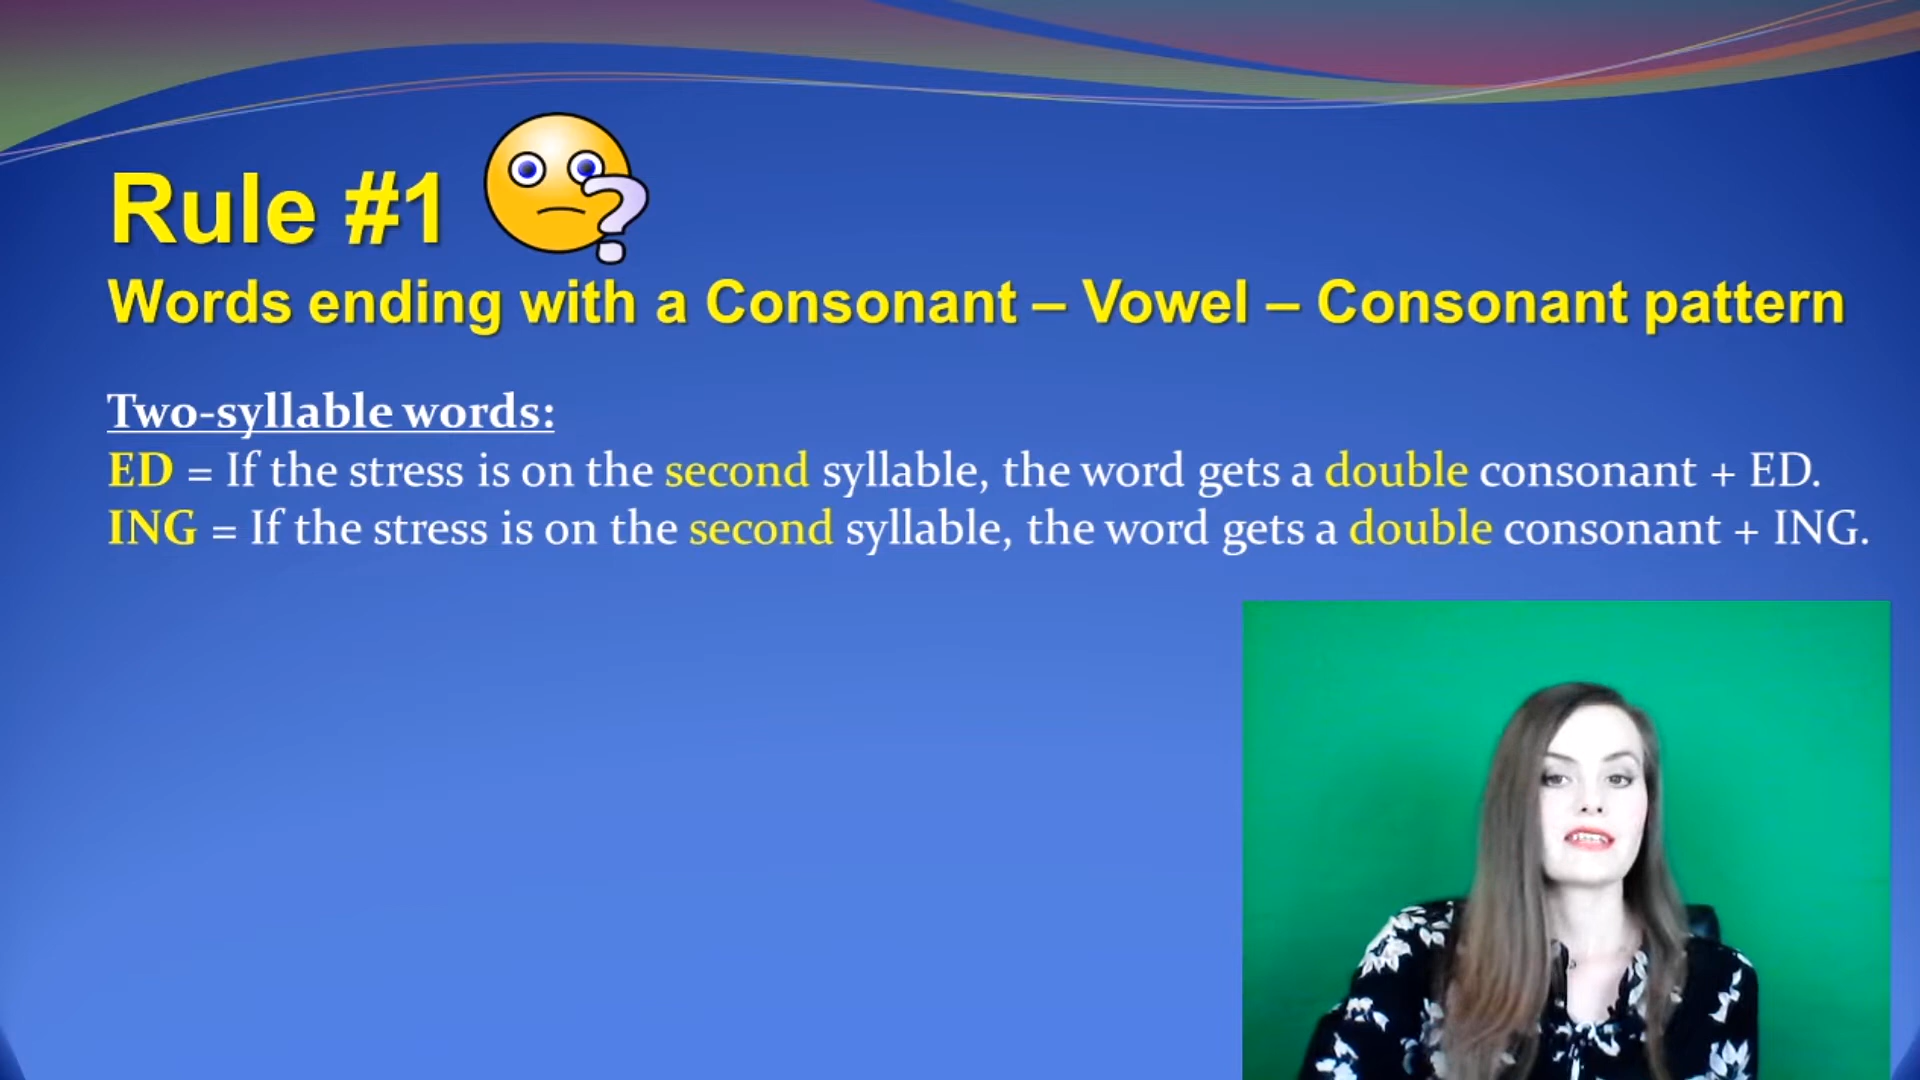 Rule #1
Words ending with a Consonant – Vowel – Consonant pattern
Two-syllable words:
ED = If the stress is on the second syllable, the word gets a double consonant + ED.
ING = If the stress is on the second syllable, the word gets a double consonant + ING.